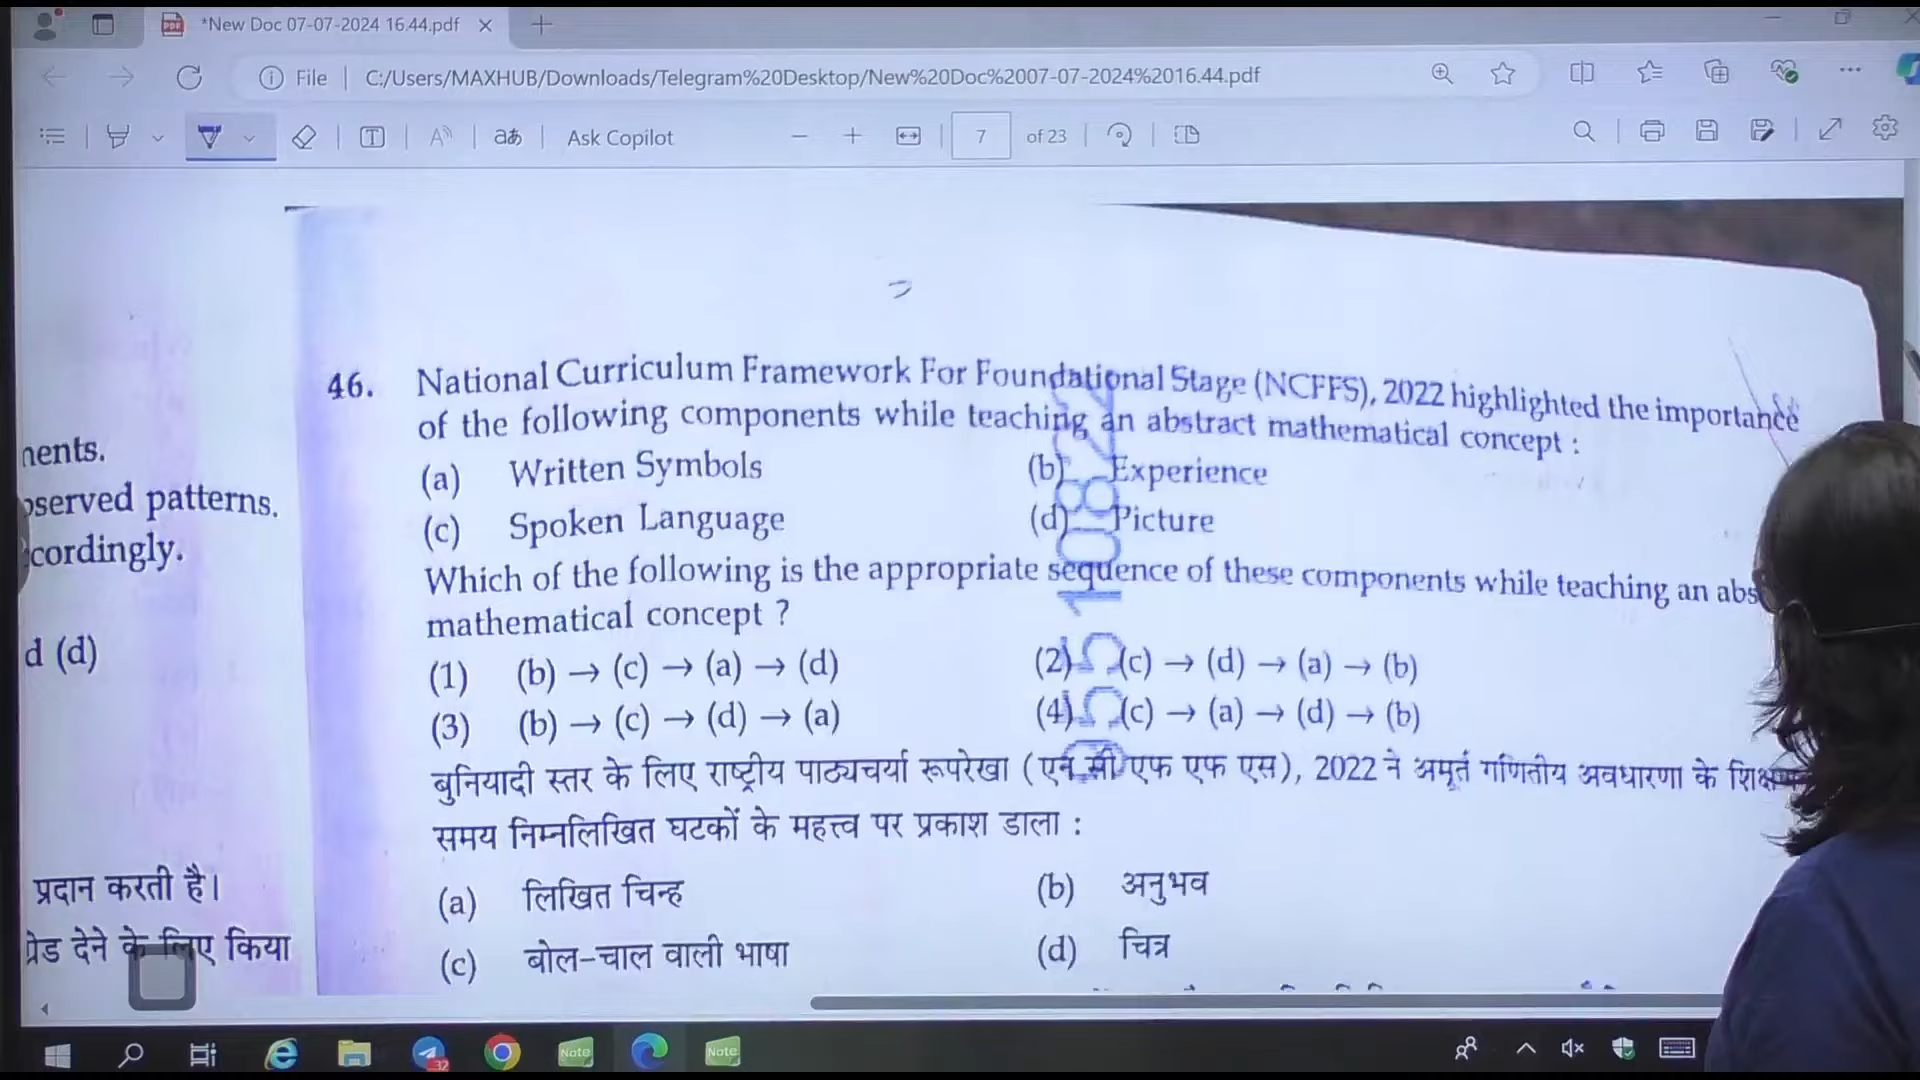 *New Doc 07-07-2024 16.44.pdf
File | C:/Users/MAXHUB/Downloads/Telegram%20Desktop/New%20Doc%2007-07-2024%2016.44.pdf
Ask Copilot
7 of 23
nents.
oserved patterns.
cordingly.
d (d)
प्रदान करती है।
ग्रेड देने के लिए किया
46. National Curriculum Framework For Foundational Stage (NCFFS), 2022 highlighted the importance
of the following components while teaching an abstract mathematical concept :
(a) Written Symbols (b) Experience
(c) Spoken Language (d) Picture
Which of the following is the appropriate sequence of these components while teaching an abs
mathematical concept ?
(1) (b) → (c) → (a) → (d) (2) (c) → (d) → (a) → (b)
(3) (b) → (c) → (d) → (a) (4) (c) → (a) → (d) → (b)
बुनियादी स्तर के लिए राष्ट्रीय पाठ्यचर्या रूपरेखा (एन सी एफ एफ एस), 2022 ने अमूर्त गणितीय अवधारणा के
समय निम्नलिखित घटकों के महत्त्व पर प्रकाश डाला :
(a) लिखित चिन्ह (b) अनुभव
(c) बोल-चाल वाली भाषा (d) चित्र
32
Note
Note